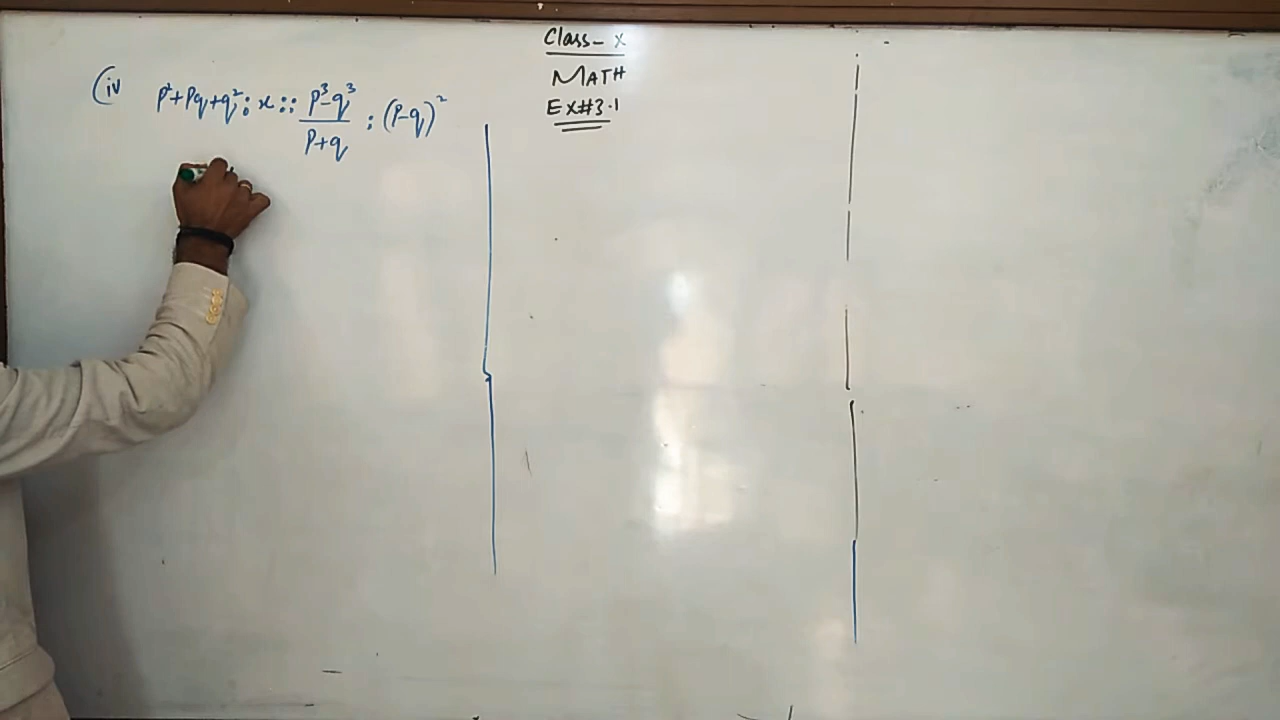 Class- X
MATH
EX#3.1
(iv p²+pq+q² : x :: p³-q³/p+q : (p-q)²